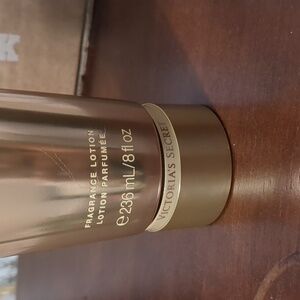 FRAGRANCE LOTION
LOTION PARFUMÉE
℮ 236 mL/8 fl oz
VICTORIA'S SECRET